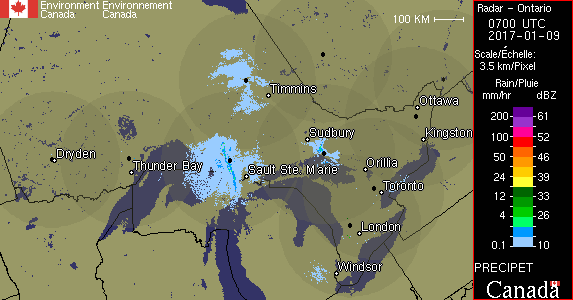 Environment Environnement
Canada Canada
100 KM
Timmins
Ottawa
Sudbury
Kingston
Dryden
Thunder Bay
Sault Ste. Marie
Orillia
Toronto
London
Windsor
Radar - Ontario
0700 UTC
2017-01-09
Scale/Échelle:
3.5 km/Pixel
Rain/Pluie
mm/hr dBZ
200 61
100 52
50 46
24 39
12 33
4 26
0.1 10
PRECIPET
Canada